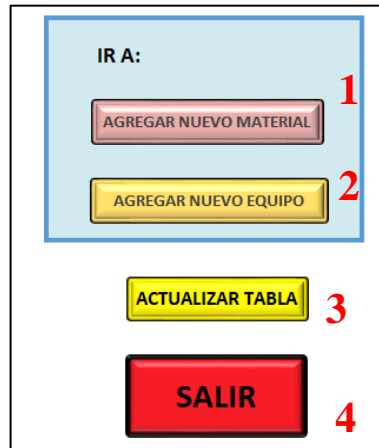 IR A:
1
AGREGAR NUEVO MATERIAL
2
AGREGAR NUEVO EQUIPO
ACTUALIZAR TABLA
3
SALIR
4